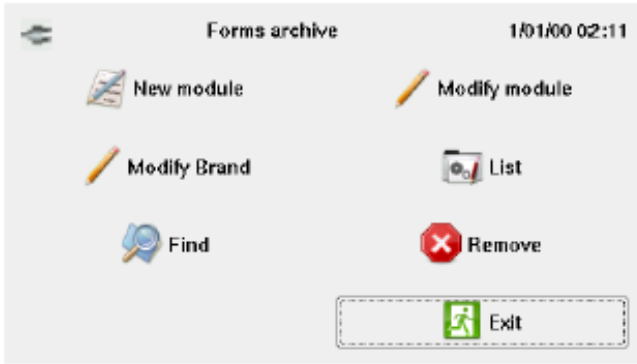 Forms archive 1/01/00 02:11
New module Modify module
Modify Brand List
Find Remove
Exit